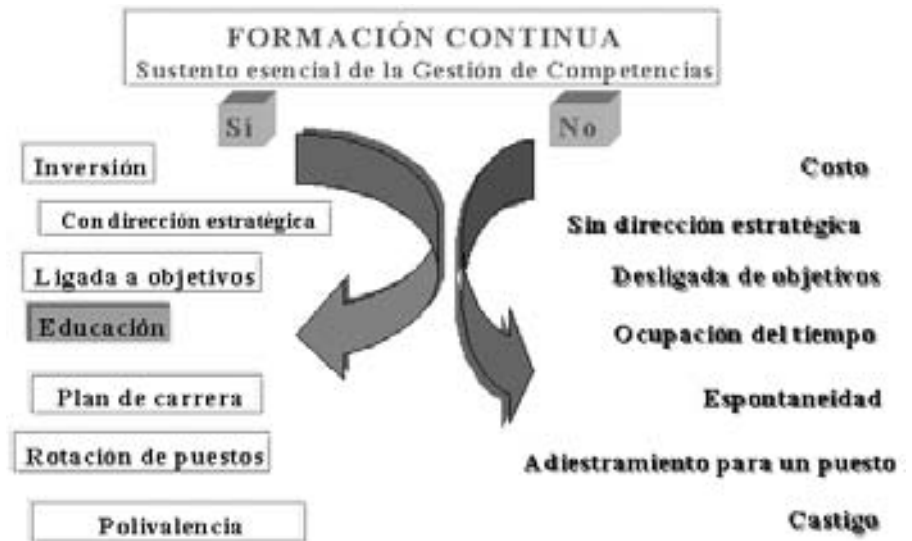 FORMACIÓN CONTINUA
Sustento esencial de la Gestión de Competencias
Sí
No
Inversión
Costo
Con dirección estratégica
Sin dirección estratégica
Ligada a objetivos
Desligada de objetivos
Educación
Ocupación del tiempo
Plan de carrera
Espontaneidad
Rotación de puestos
Adiestramiento para un puesto
Polivalencia
Castigo